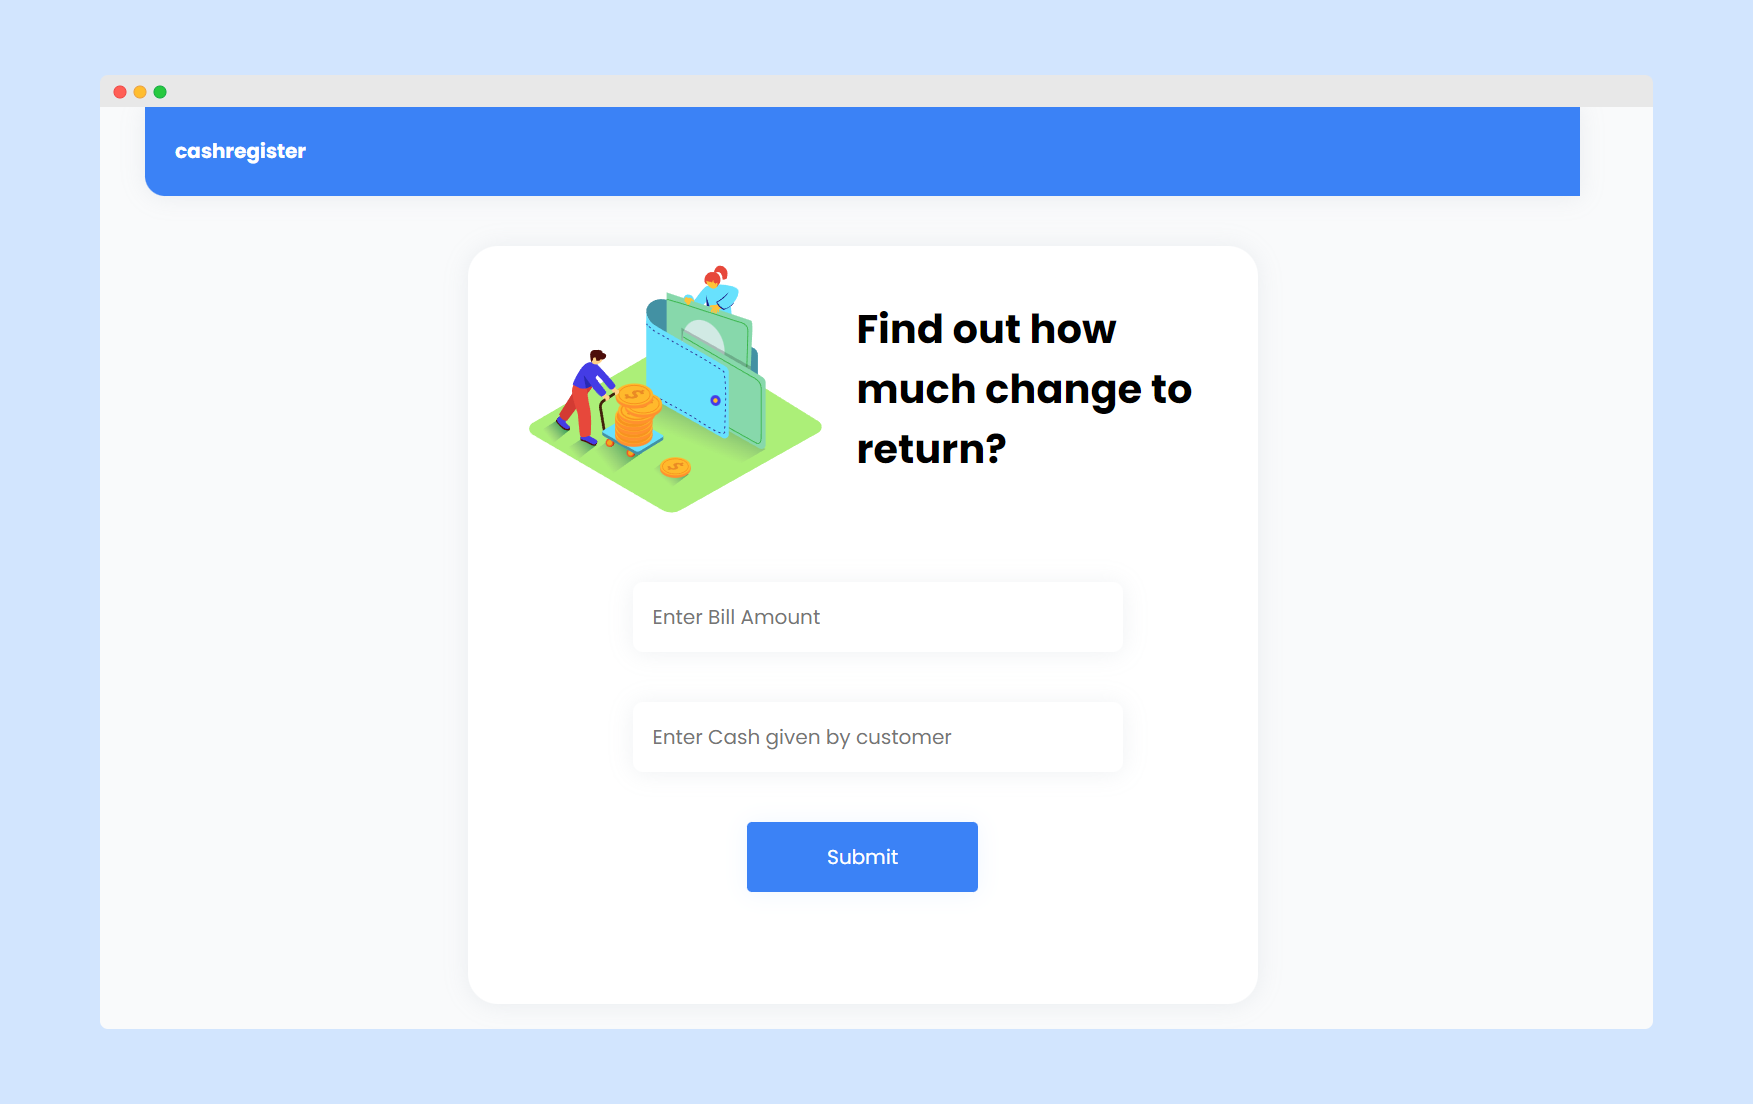 cashregister
Find out how
much change to
return?
Enter Bill Amount
Enter Cash given by customer
Submit